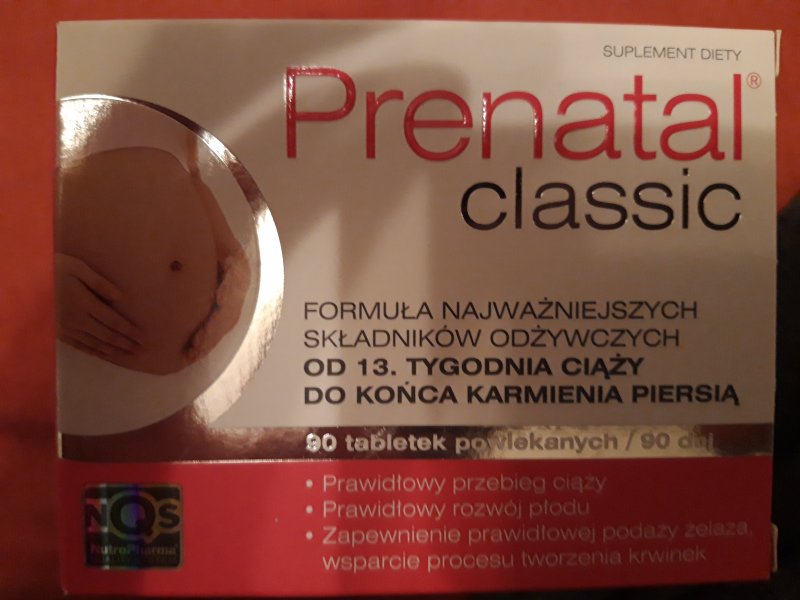 SUPLEMENT DIETY
Prenatal®
classic
FORMUŁA NAJWAŻNIEJSZYCH
SKŁADNIKÓW ODŻYWCZYCH
OD 13. TYGODNIA CIĄŻY
DO KOŃCA KARMIENIA PIERSIĄ
90 tabletek powlekanych / 90 dni
• Prawidłowy przebieg ciąży
• Prawidłowy rozwój płodu
• Zapewnienie prawidłowej podaży żelaza,
wsparcie procesu tworzenia krwinek
NQS
NutroPharma